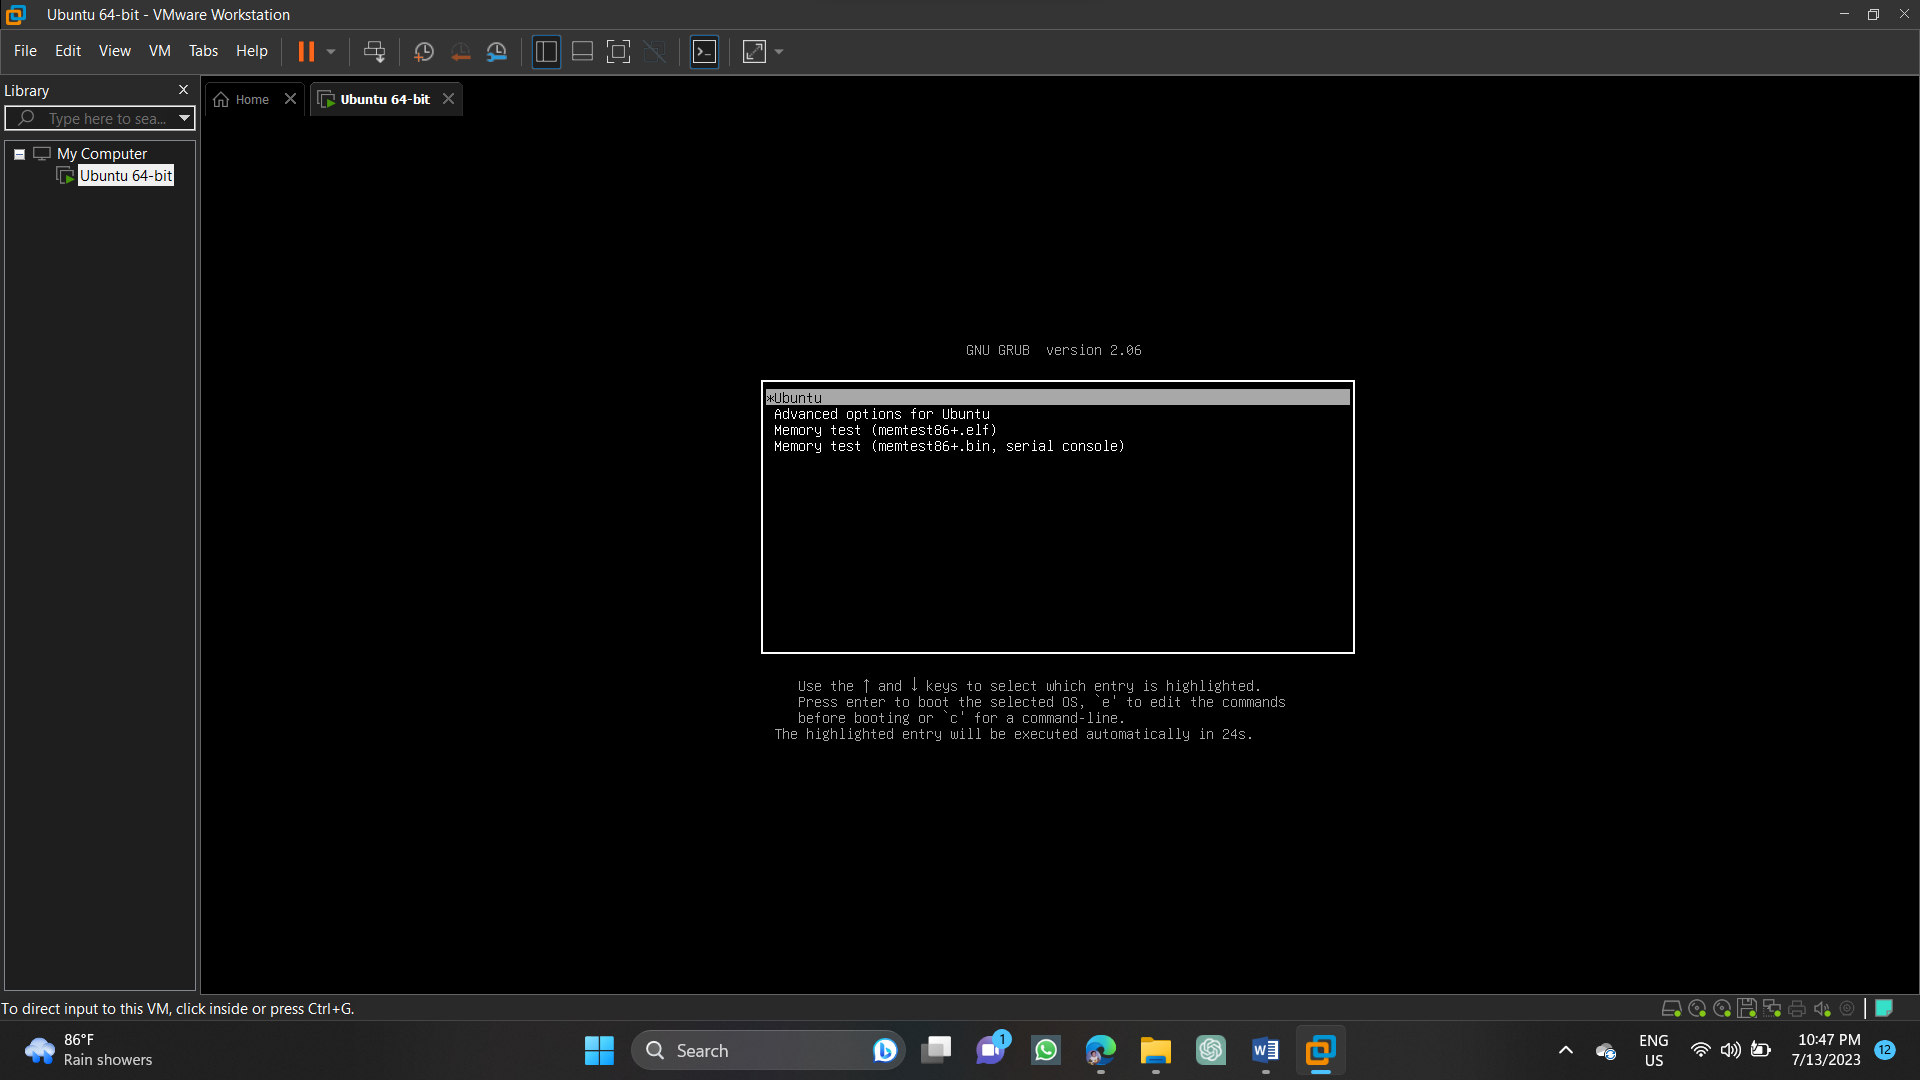 Ubuntu 64-bit - VMware Workstation
File Edit View VM Tabs Help
Library
Type here to sea...
My Computer
Ubuntu 64-bit
Home
Ubuntu 64-bit
GNU GRUB version 2.06
*Ubuntu
Advanced options for Ubuntu
Memory test (memtest86+.elf)
Memory test (memtest86+.bin, serial console)
Use the ↑ and ↓ keys to select which entry is highlighted.
Press enter to boot the selected OS, `e' to edit the commands
before booting or `c' for a command-line.
The highlighted entry will be executed automatically in 24s.
To direct input to this VM, click inside or press Ctrl+G.
86°F
Rain showers
Search
1
ENG
US
10:47 PM
7/13/2023
12